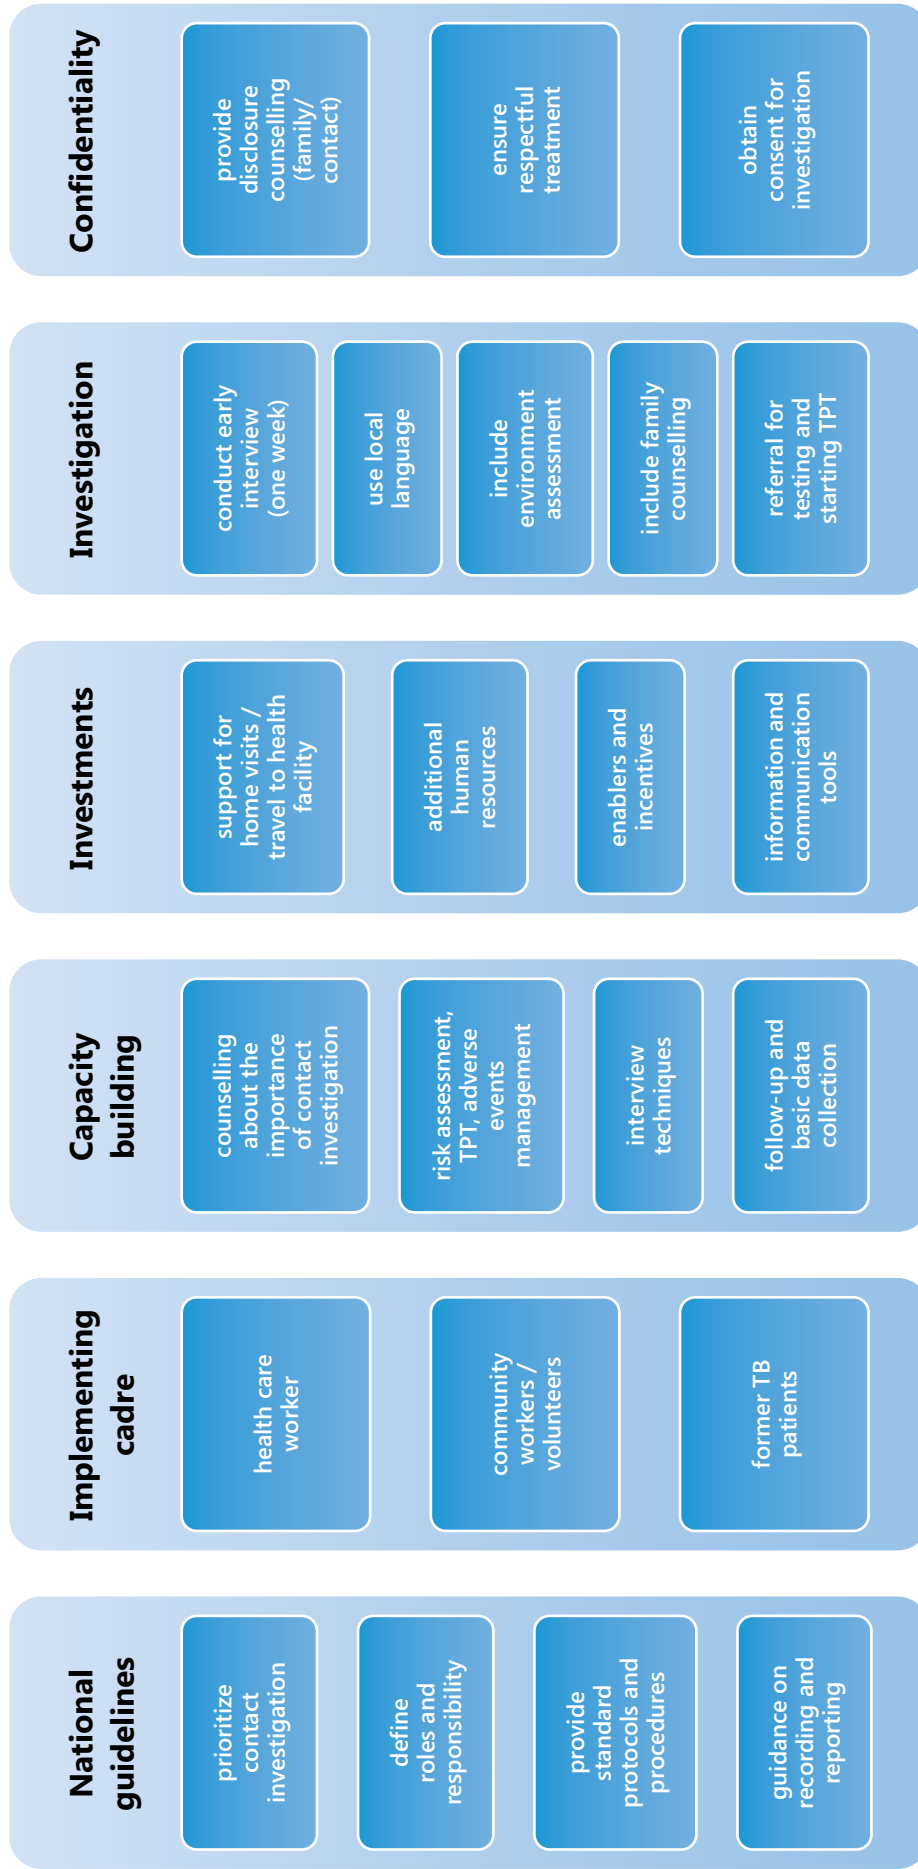 National
guidelines
prioritize
contact
investigation
define
roles and
responsibility
provide
standard
protocols and
procedures
guidance on
recording and
reporting
Implementing
cadre
health care
worker
community
workers /
volunteers
former TB
patients
Capacity
building
counselling
about the
importance
of contact
investigation
risk assessment,
TPT, adverse
events
management
interview
techniques
follow-up and
basic data
collection
Investments
support for
home visits /
travel to health
facility
additional
human
resources
enablers and
incentives
information and
communication
tools
Investigation
conduct early
interview
(one week)
use local
language
include
environment
assessment
include family
counselling
referral for
testing and
starting TPT
Confidentiality
provide
disclosure
counselling
(family/
contact)
ensure
respectful
treatment
obtain
consent for
investigation